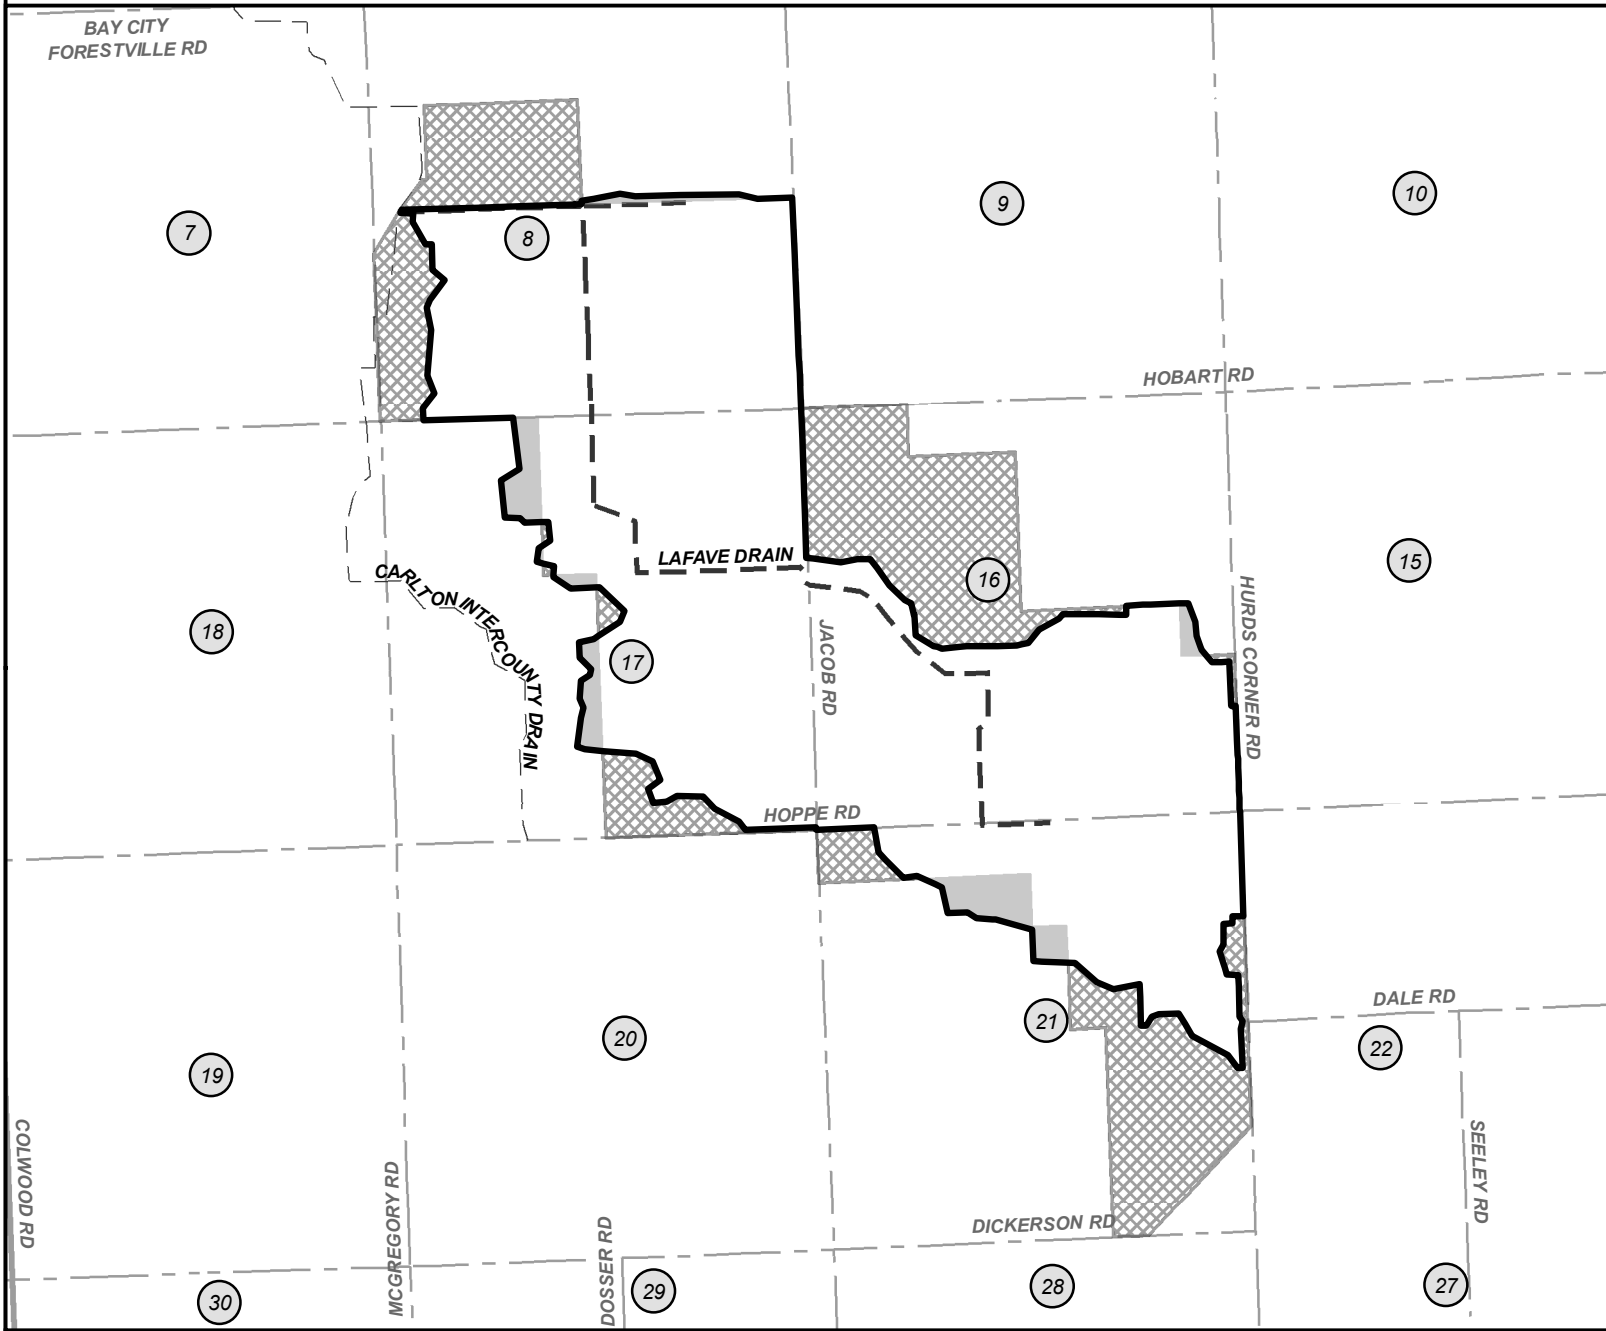 BAY CITY
FORESTVILLE RD
7
8
9
10
HOBART RD
LAFAVE DRAIN
CARLTON INTERCOUNTY DRAIN
18
17
16
15
JACOB RD
HURDS CORNER RD
HOPPE RD
DALE RD
19
20
21
22
COLWOOD RD
MCGREGORY RD
DOSSER RD
DICKERSON RD
SEELEY RD
30
29
28
27